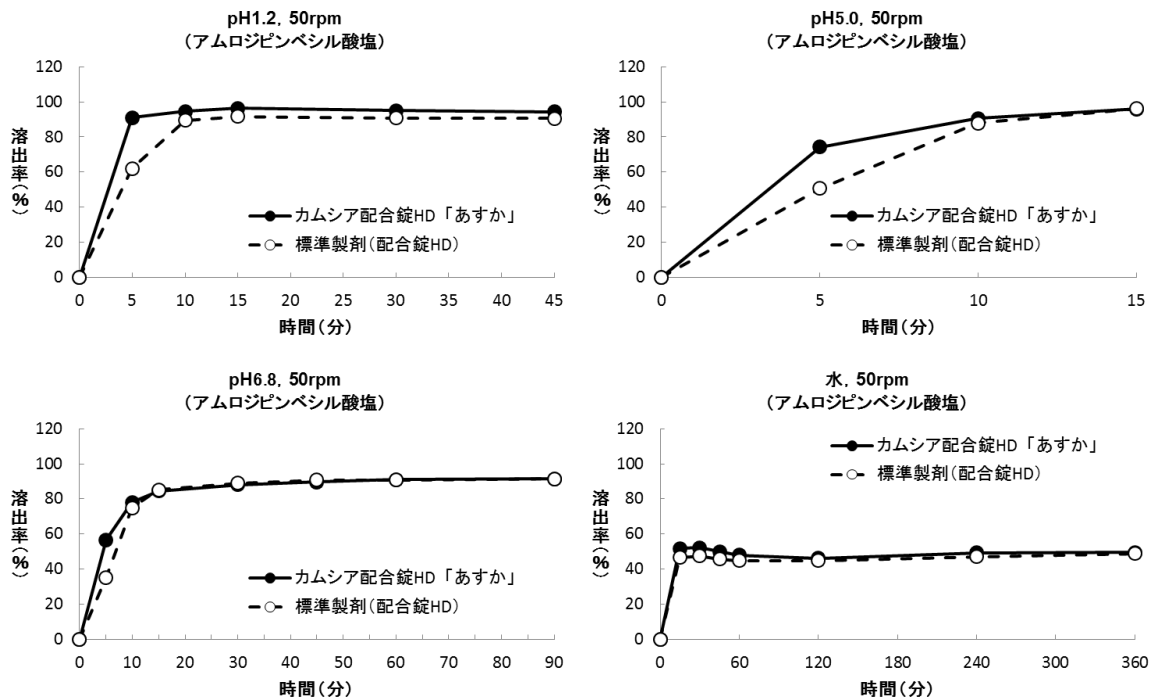 pH1.2, 50rpm
(アムロジピンベシル酸塩)
溶出率(%)
120
100
80
60
40
20
0
カムシア配合錠HD「あすか」
標準製剤(配合錠HD)
0 5 10 15 20 25 30 35 40 45
時間(分)
pH5.0, 50rpm
(アムロジピンベシル酸塩)
溶出率(%)
120
100
80
60
40
20
0
カムシア配合錠HD「あすか」
標準製剤(配合錠HD)
0 5 10 15
時間(分)
pH6.8, 50rpm
(アムロジピンベシル酸塩)
溶出率(%)
120
100
80
60
40
20
0
カムシア配合錠HD「あすか」
標準製剤(配合錠HD)
0 10 20 30 40 50 60 70 80 90
時間(分)
水, 50rpm
(アムロジピンベシル酸塩)
溶出率(%)
120
100
80
60
40
20
0
カムシア配合錠HD「あすか」
標準製剤(配合錠HD)
0 60 120 180 240 300 360
時間(分)